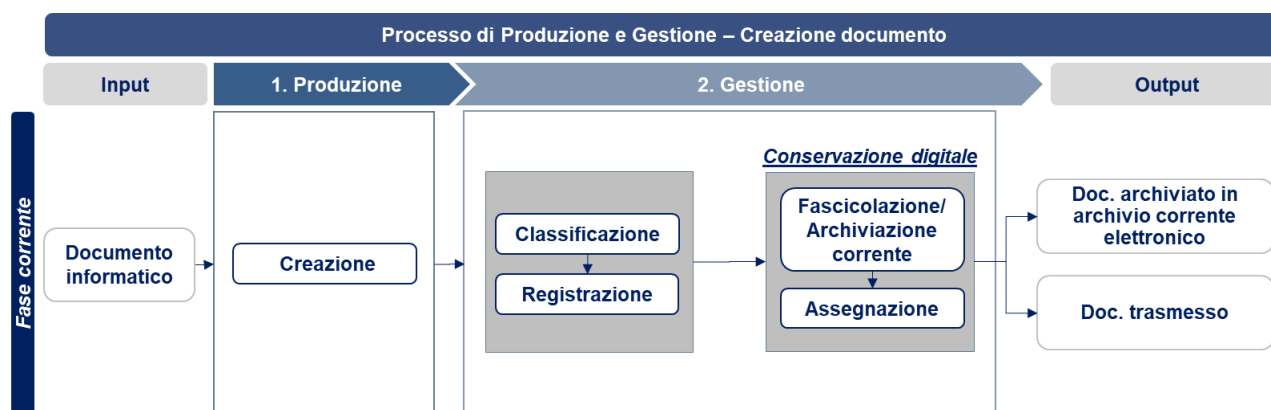 Processo di Produzione e Gestione – Creazione documento
Input
1. Produzione
2. Gestione
Output
Fase corrente
Documento
informatico
Creazione
Classificazione
Registrazione
Conservazione digitale
Fascicolazione/
Archiviazione
corrente
Assegnazione
Doc. archiviato in
archivio corrente
elettronico
Doc. trasmesso